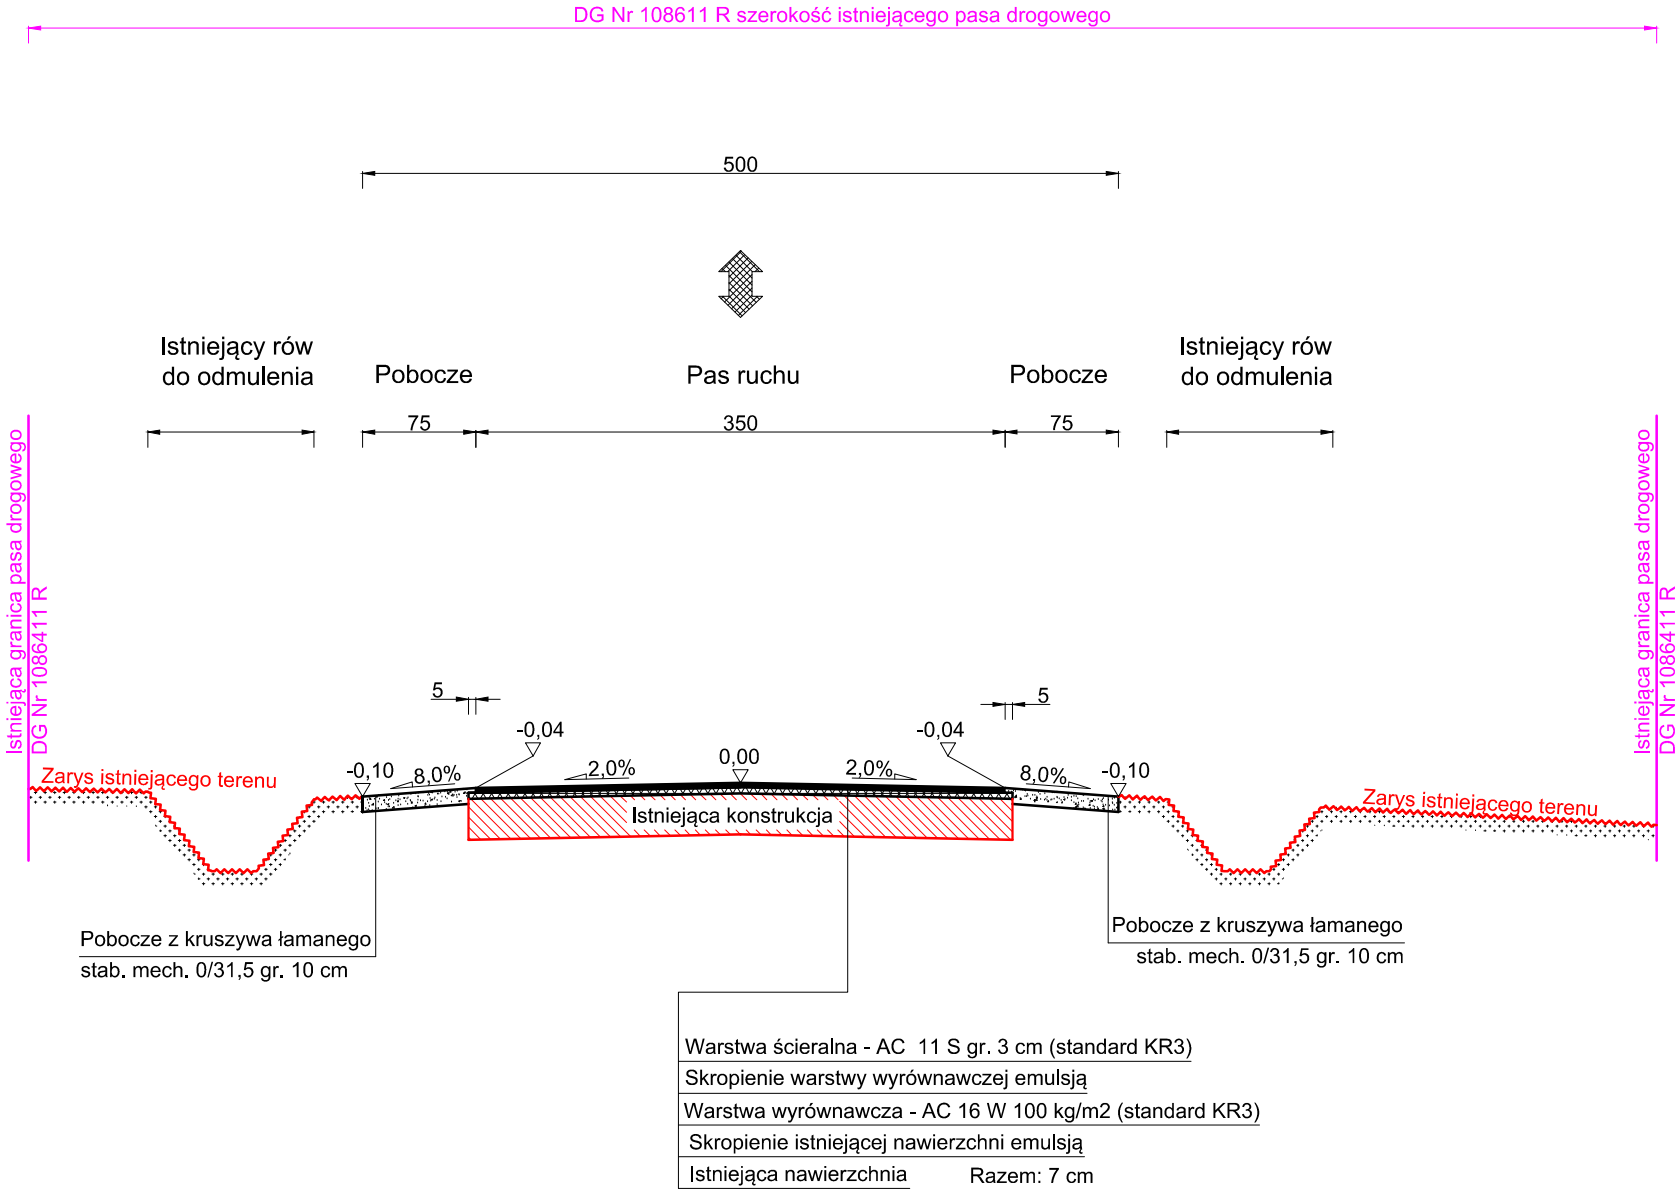 DG Nr 108611 R szerokość istniejącego pasa drogowego
500
Istniejący rów
do odmulenia
Pobocze
Pas ruchu
Pobocze
Istniejący rów
do odmulenia
75
350
75
Istniejąca granica pasa drogowego
DG Nr 1086411 R
Istniejąca granica pasa drogowego
DG Nr 1086411 R
5
5
-0,04
-0,04
0,00
Zarys istniejącego terenu
-0,10
8,0%
2,0%
2,0%
8,0%
-0,10
Zarys istniejącego terenu
Istniejąca konstrukcja
Pobocze z kruszywa łamanego
stab. mech. 0/31,5 gr. 10 cm
Pobocze z kruszywa łamanego
stab. mech. 0/31,5 gr. 10 cm
Warstwa ścieralna - AC 11 S gr. 3 cm (standard KR3)
Skropienie warstwy wyrównawczej emulsją
Warstwa wyrównawcza - AC 16 W 100 kg/m2 (standard KR3)
Skropienie istniejącej nawierzchni emulsją
Istniejąca nawierzchnia Razem: 7 cm